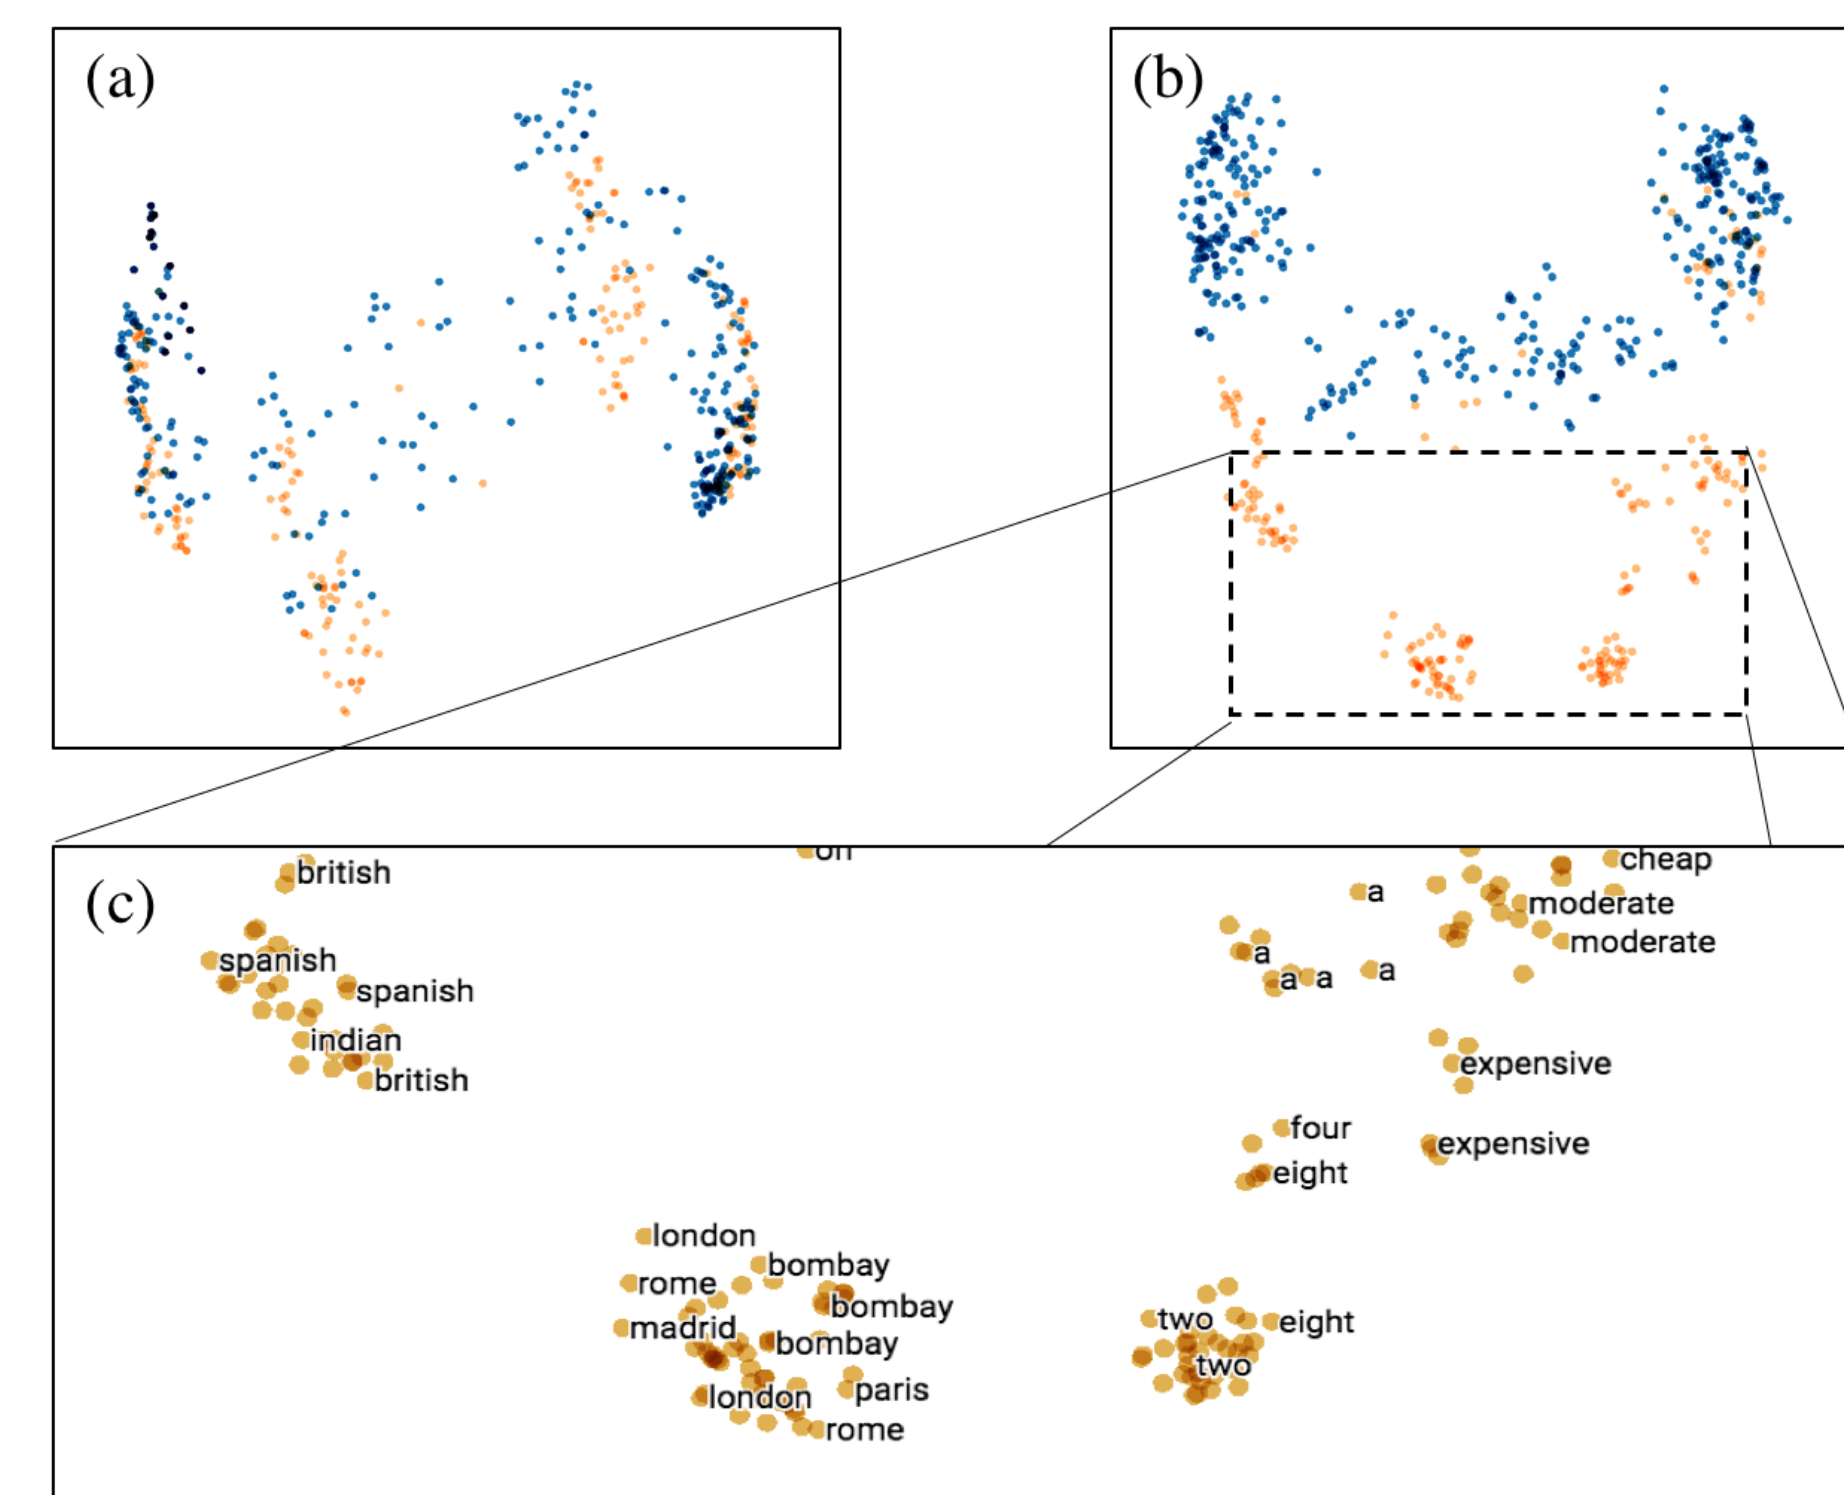 (a)
(b)
(c)
on
british
cheap
a
moderate
moderate
a
spanish
a
a
a
spanish
indian
expensive
british
four
expensive
eight
london
bombay
rome
bombay
two
eight
madrid
bombay
two
paris
london
rome